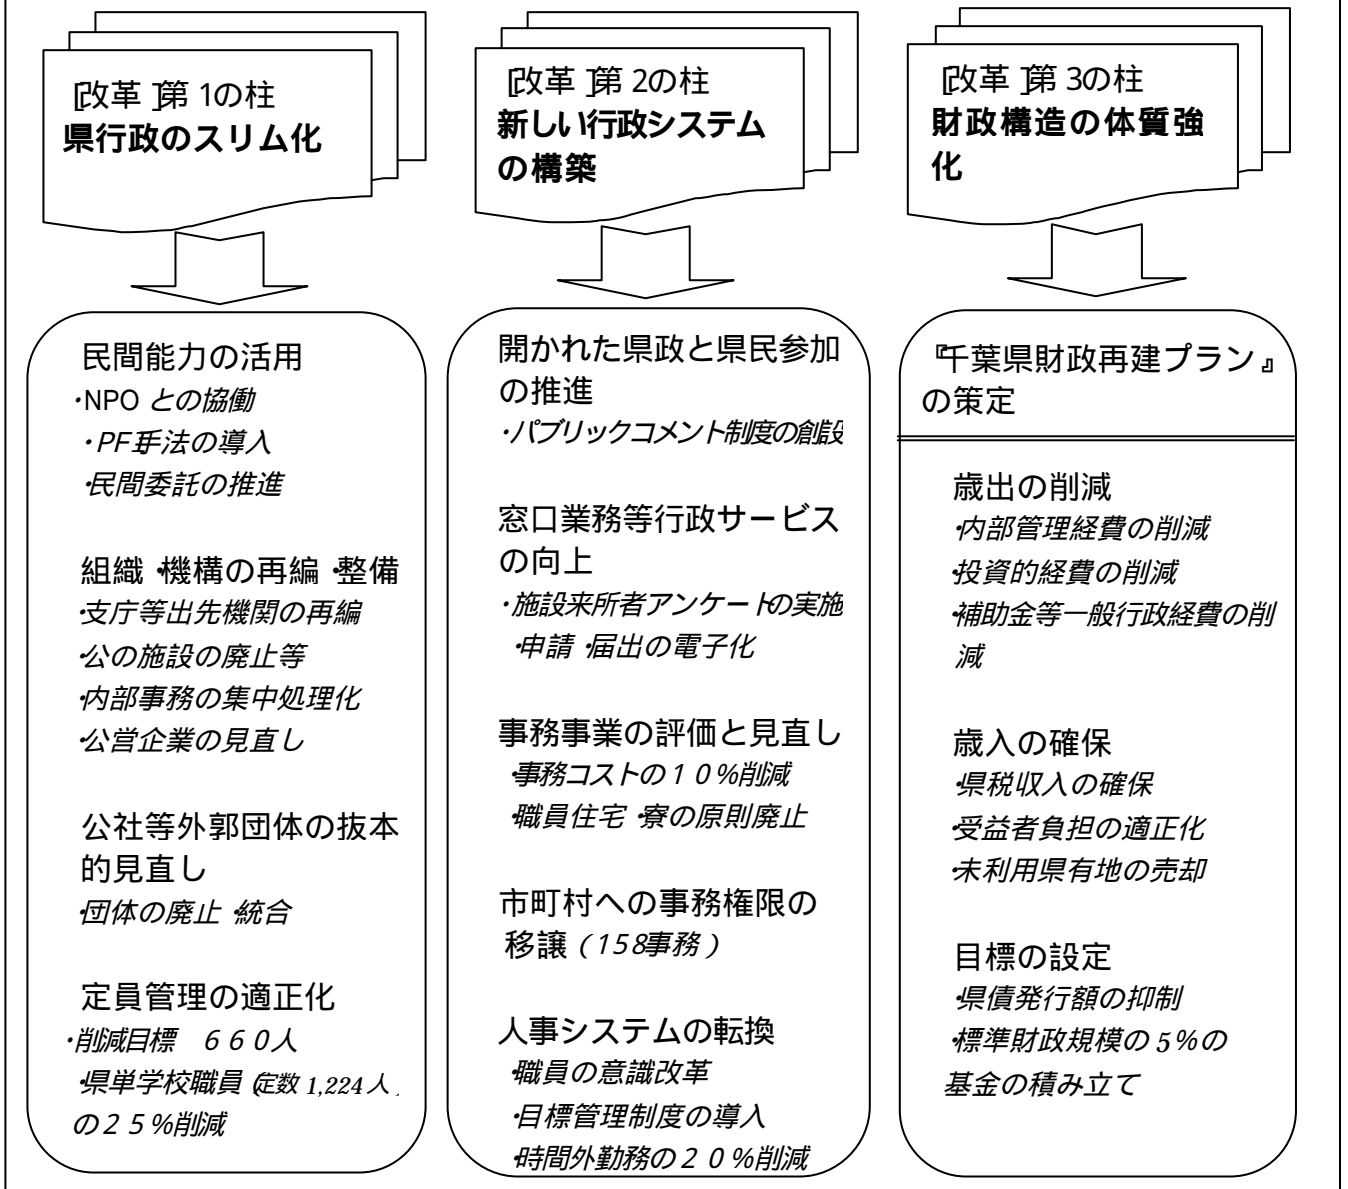 [改革]第1の柱
県行政のスリム化
民間能力の活用
・NPOとの協働
・PFI手法の導入
・民間委託の推進
組織・機構の再編・整備
・支庁等出先機関の再編
・公の施設の廃止等
・内部事務の集中処理化
・公営企業の見直し
公社等外郭団体の抜本
的見直し
・団体の廃止・統合
定員管理の適正化
・削減目標　660人
・県単学校職員(定数1,224人)
の25%削減
[改革]第2の柱
新しい行政システム
の構築
開かれた県政と県民参加
の推進
・パブリックコメント制度の創設
窓口業務等行政サービス
の向上
・施設来所者アンケートの実施
・申請・届出の電子化
事務事業の評価と見直し
・事務コストの10%削減
・職員住宅・寮の原則廃止
市町村への事務権限の
移譲(158事務)
人事システムの転換
・職員の意識改革
・目標管理制度の導入
・時間外勤務の20%削減
[改革]第3の柱
財政構造の体質強
化
『千葉県財政再建プラン』
の策定
歳出の削減
・内部管理経費の削減
・投資的経費の削減
・補助金等一般行政経費の削
減
歳入の確保
・県税収入の確保
・受益者負担の適正化
・未利用県有地の売却
目標の設定
・県債発行額の抑制
・標準財政規模の5%の
基金の積み立て